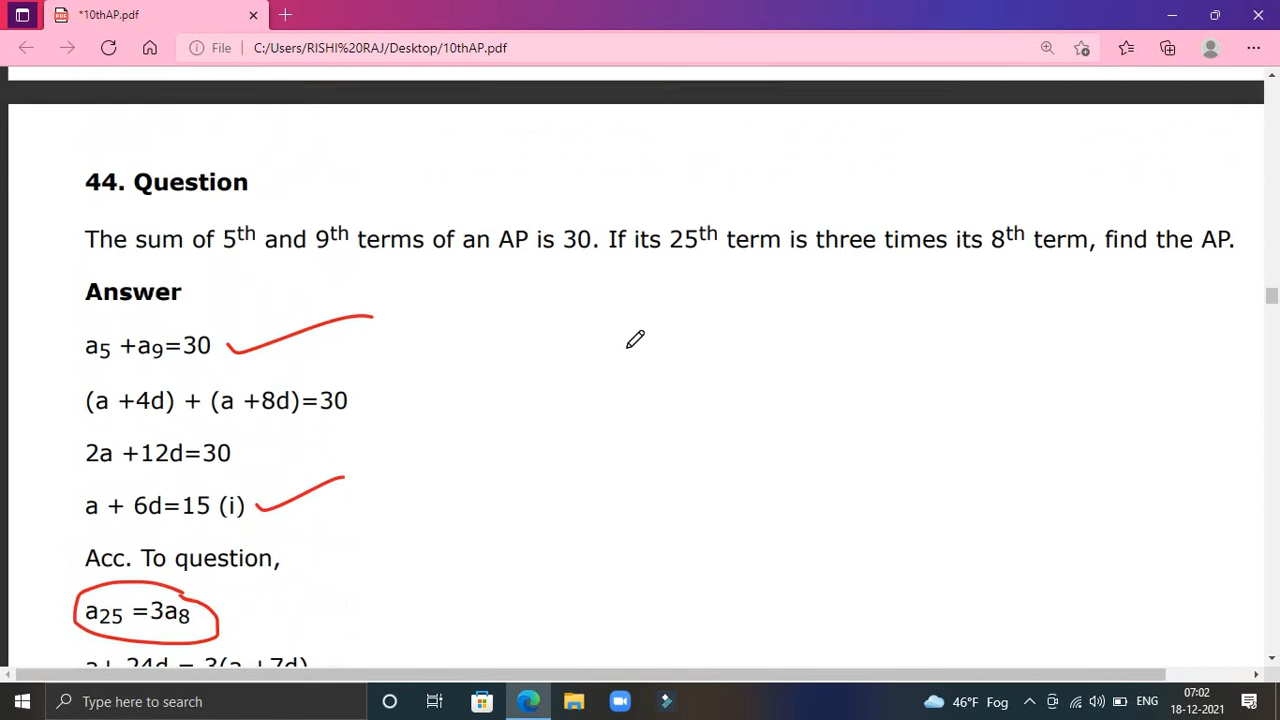 *10thAP.pdf
File C:/Users/RISHI%20RAJ/Desktop/10thAP.pdf
44. Question
The sum of 5th and 9th terms of an AP is 30. If its 25th term is three times its 8th term, find the AP.
Answer
a5 +a9=30
(a +4d) + (a +8d)=30
2a +12d=30
a + 6d=15 (i)
Acc. To question,
a25 =3a8
a+ 24d = 3(a +7d)
Type here to search
46°F Fog
ENG
07:02
18-12-2021